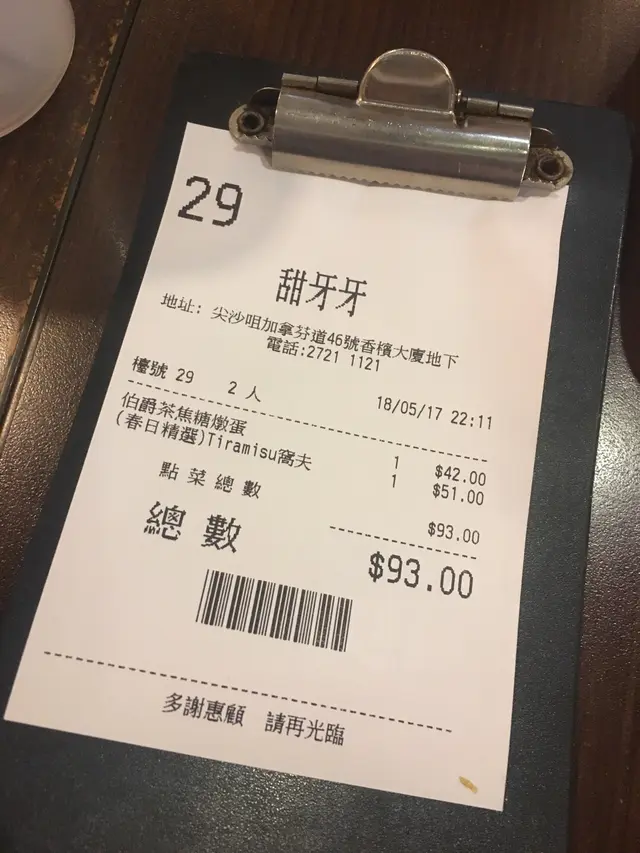 29
甜牙牙
地址: 尖沙咀加拿芬道46號香檳大廈地下
電話:2721 1121
檯號 29 2 人 18/05/17 22:11
伯爵茶焦糖燉蛋 1 $42.00
(春日精選)Tiramisu窩夫 1 $51.00
點菜總數 $93.00
總數 $93.00
多謝惠顧 請再光臨